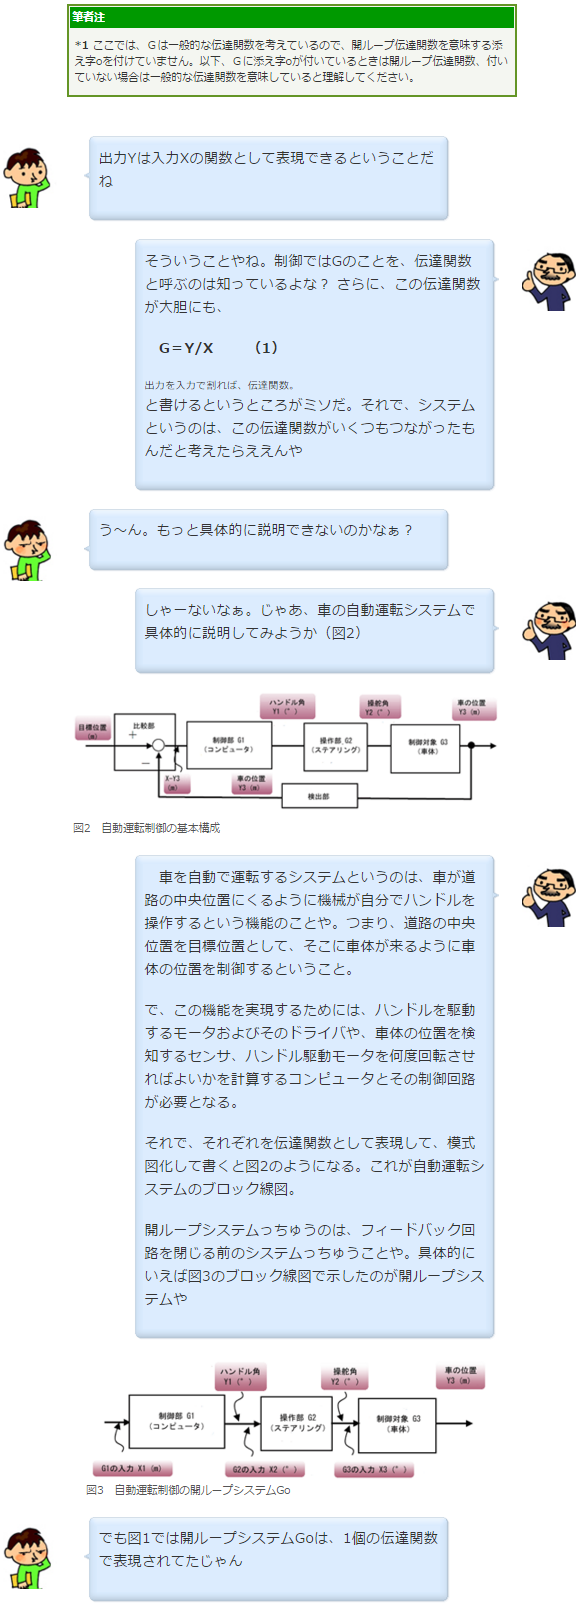 筆者注
*1 ここでは、Gは一般的な伝達関数を考えているので、開ループ伝達関数を意味する添
え字oを付けていません。以下、Gに添え字oが付いているときは開ループ伝達関数、付い
ていない場合は一般的な伝達関数を意味していると理解してください。
出力Yは入力Xの関数として表現できるということだ
ね
そういうことやね。制御ではGのことを、伝達関数
と呼ぶのは知っているよな？ さらに、この伝達関数
が大胆にも、
G＝Y/X （1）
出力を入力で割れば、伝達関数。
と書けるというところがミソだ。それで、システム
というのは、この伝達関数がいくつもつながったも
んだと考えたらええんや
う～ん。もっと具体的に説明できないのかなぁ？
しゃーないなぁ。じゃあ、車の自動運転システムで
具体的に説明してみようか（図2）
目標位置
(m)
比較部
＋
－
X-Y3
(m)
制御部 G1
(コンピュータ)
ハンドル角
Y1 (°)
操作部 G2
(ステアリング)
操舵角
Y2 (°)
制御対象 G3
(車体)
車の位置
Y3 (m)
車の位置
Y3 (m)
検出部
図2　自動運転制御の基本構成
車を自動で運転するシステムというのは、車が道
路の中央位置にくるように機械が自分でハンドルを
操作するという機能のことや。つまり、道路の中央
位置を目標位置として、そこに車体が来るように車
体の位置を制御するということ。
で、この機能を実現するためには、ハンドルを駆動
するモータおよびそのドライバや、車体の位置を検
知するセンサ、ハンドル駆動モータを何度回転させ
ればよいかを計算するコンピュータとその制御回路
が必要となる。
それで、それぞれを伝達関数として表現して、模式
図化して書くと図2のようになる。これが自動運転シ
ステムのブロック線図。
開ループシステムっちゅうのは、フィードバック回
路を閉じる前のシステムっちゅうことや。具体的に
いえば図3のブロック線図で示したのが開ループシス
テムや
ハンドル角
Y1 (°)
操舵角
Y2 (°)
車の位置
Y3 (m)
制御部 G1
(コンピュータ)
操作部 G2
(ステアリング)
制御対象 G3
(車体)
G1の入力 X1 (m)
G2の入力 X2 (°)
G3の入力 X3 (°)
図3　自動運転制御の開ループシステムGo
でも図1では開ループシステムGoは、1個の伝達関数
で表現されてたじゃん